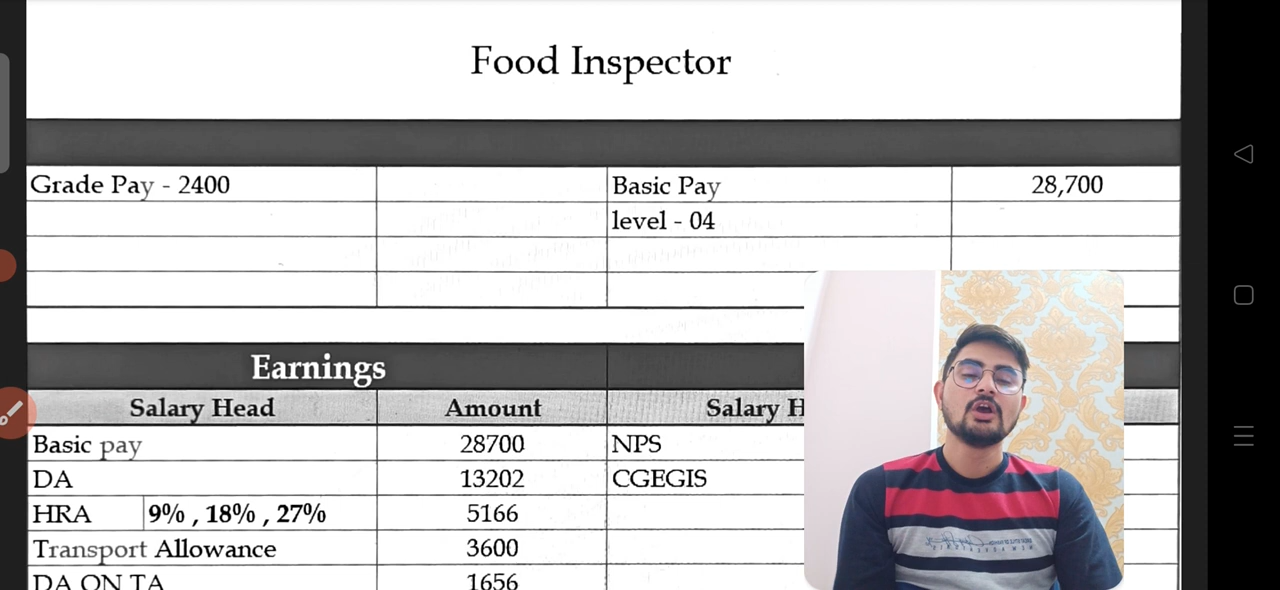 Food Inspector
Grade Pay - 2400 Basic Pay 28,700
level - 04
Earnings
Salary Head Amount Salary H
Basic pay 28700 NPS
DA 13202 CGEGIS
HRA 9% , 18% , 27% 5166
Transport Allowance 3600
DA ON TA 1656